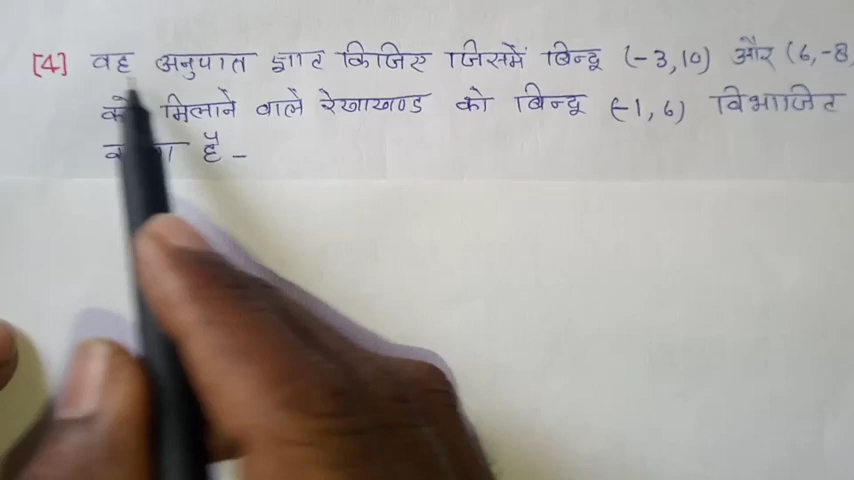 [4] वह अनुपात ज्ञात किजिए जिसमें बिन्दू (-3,10) और (6,-8
को मिलाने वाले रेखाखण्ड को बिन्दू (-1,6) विभाजित
है -